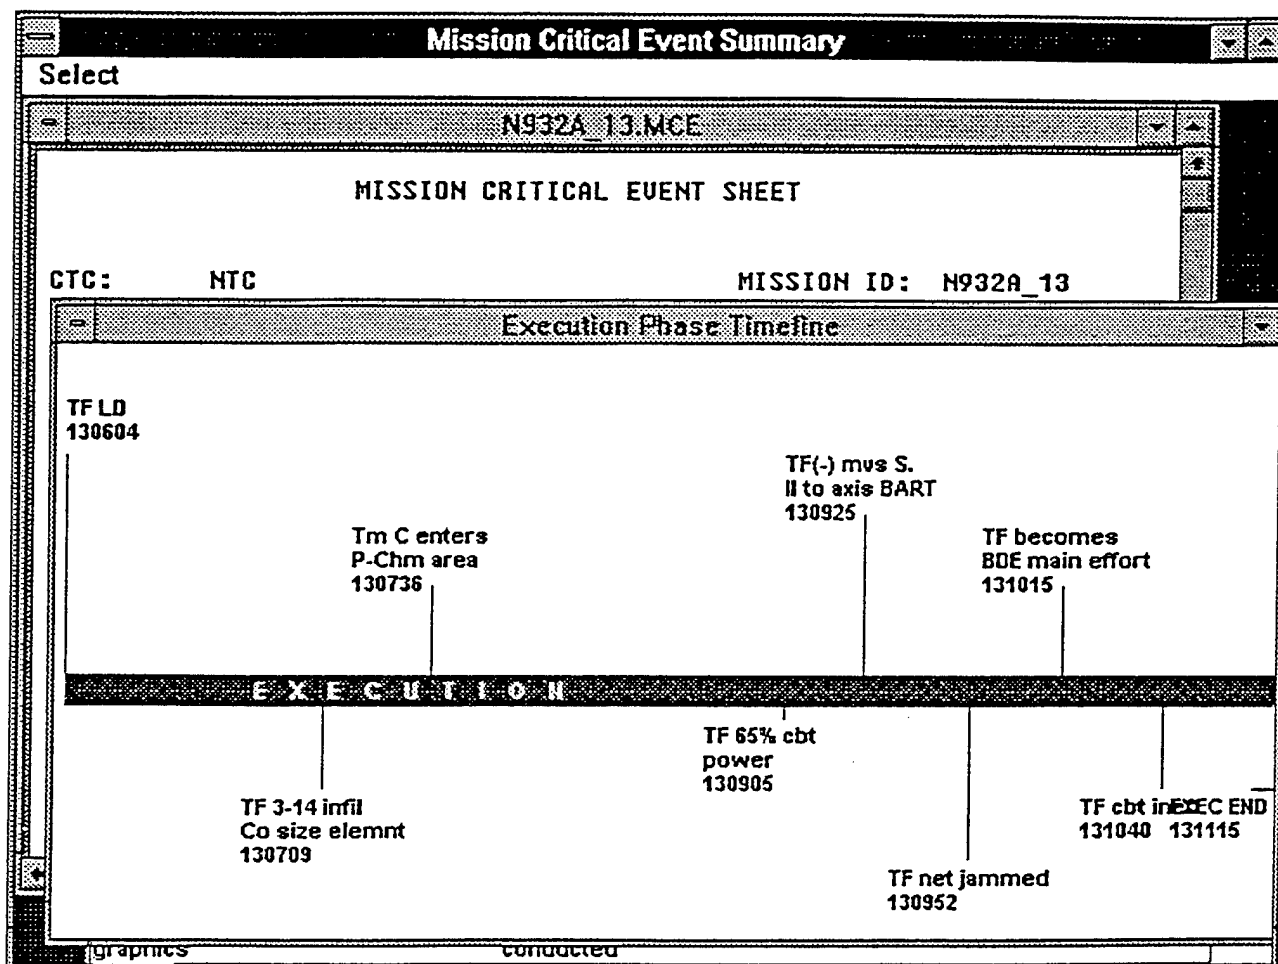 Mission Critical Event Summary
Select
N932A_13.MCE
MISSION CRITICAL EVENT SHEET
CTC: NTC MISSION ID: N932A_13
Execution Phase Timeline
TF LD
130604
TF(-) mvs S.
II to axis BART
130925
Tm C enters
P-Chm area
130736
TF becomes
BDE main effort
131015
EXECUTION
TF 65% cbt
power
130905
TF 3-14 infil
Co size elemnt
130709
TF cbt
131040
EXEC END
131115
TF net jammed
130952
graphics conducted